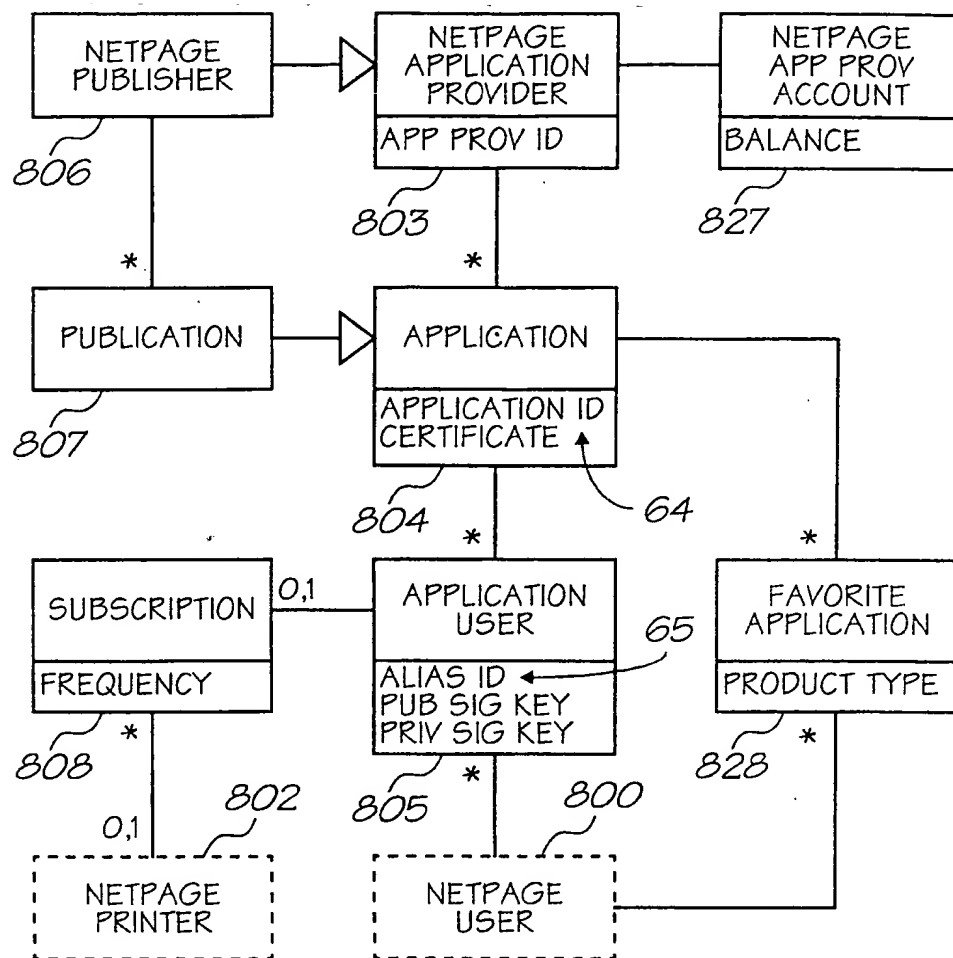 NETPAGE
PUBLISHER
806
NETPAGE
APPLICATION
PROVIDER
APP PROV ID
803
NETPAGE
APP PROV
ACCOUNT
BALANCE
827
*
*
PUBLICATION
807
APPLICATION
APPLICATION ID
CERTIFICATE
804
64
*
*
SUBSCRIPTION
FREQUENCY
808
0,1
APPLICATION
USER
ALIAS ID
PUB SIG KEY
PRIV SIG KEY
805
65
FAVORITE
APPLICATION
PRODUCT TYPE
828
*
*
*
0,1
802
NETPAGE
PRINTER
800
NETPAGE
USER